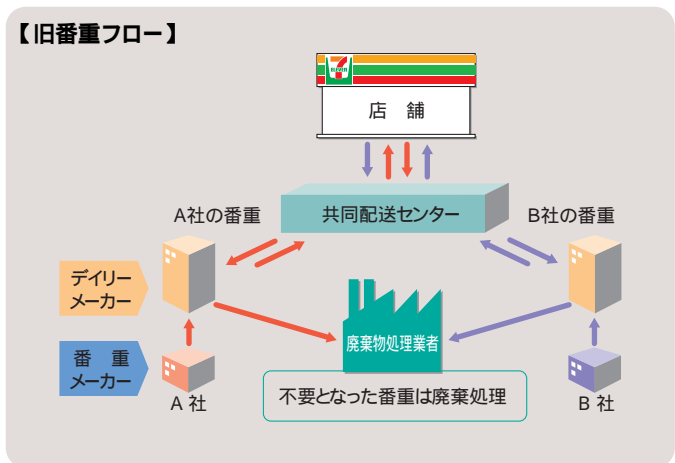 【旧番重フロー】
7
ELEVEN
店 舗
共同配送センター
A社の番重
B社の番重
デイリー
メーカー
廃棄物処理業者
番 重
メーカー
不要となった番重は廃棄処理
A 社
B 社